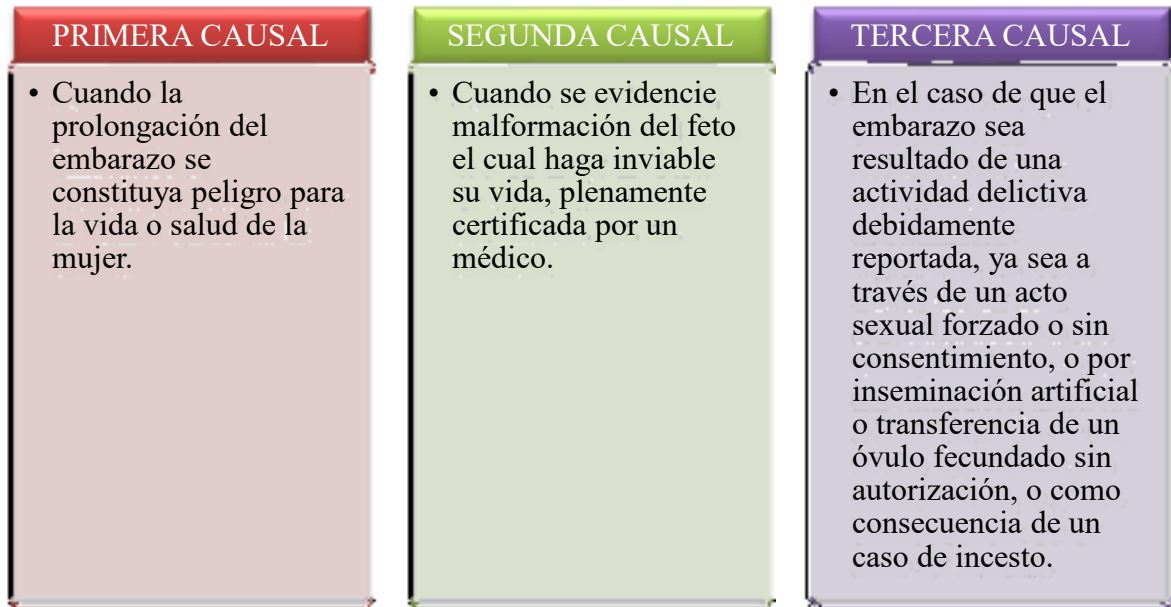 PRIMERA CAUSAL
• Cuando la
prolongación del
embarazo se
constituya peligro para
la vida o salud de la
mujer.
SEGUNDA CAUSAL
• Cuando se evidencie
malformación del feto
el cual haga inviable
su vida, plenamente
certificada por un
médico.
TERCERA CAUSAL
• En el caso de que el
embarazo sea
resultado de una
actividad delictiva
debidamente
reportada, ya sea a
través de un acto
sexual forzado o sin
consentimiento, o por
inseminación artificial
o transferencia de un
óvulo fecundado sin
autorización, o como
consecuencia de un
caso de incesto.